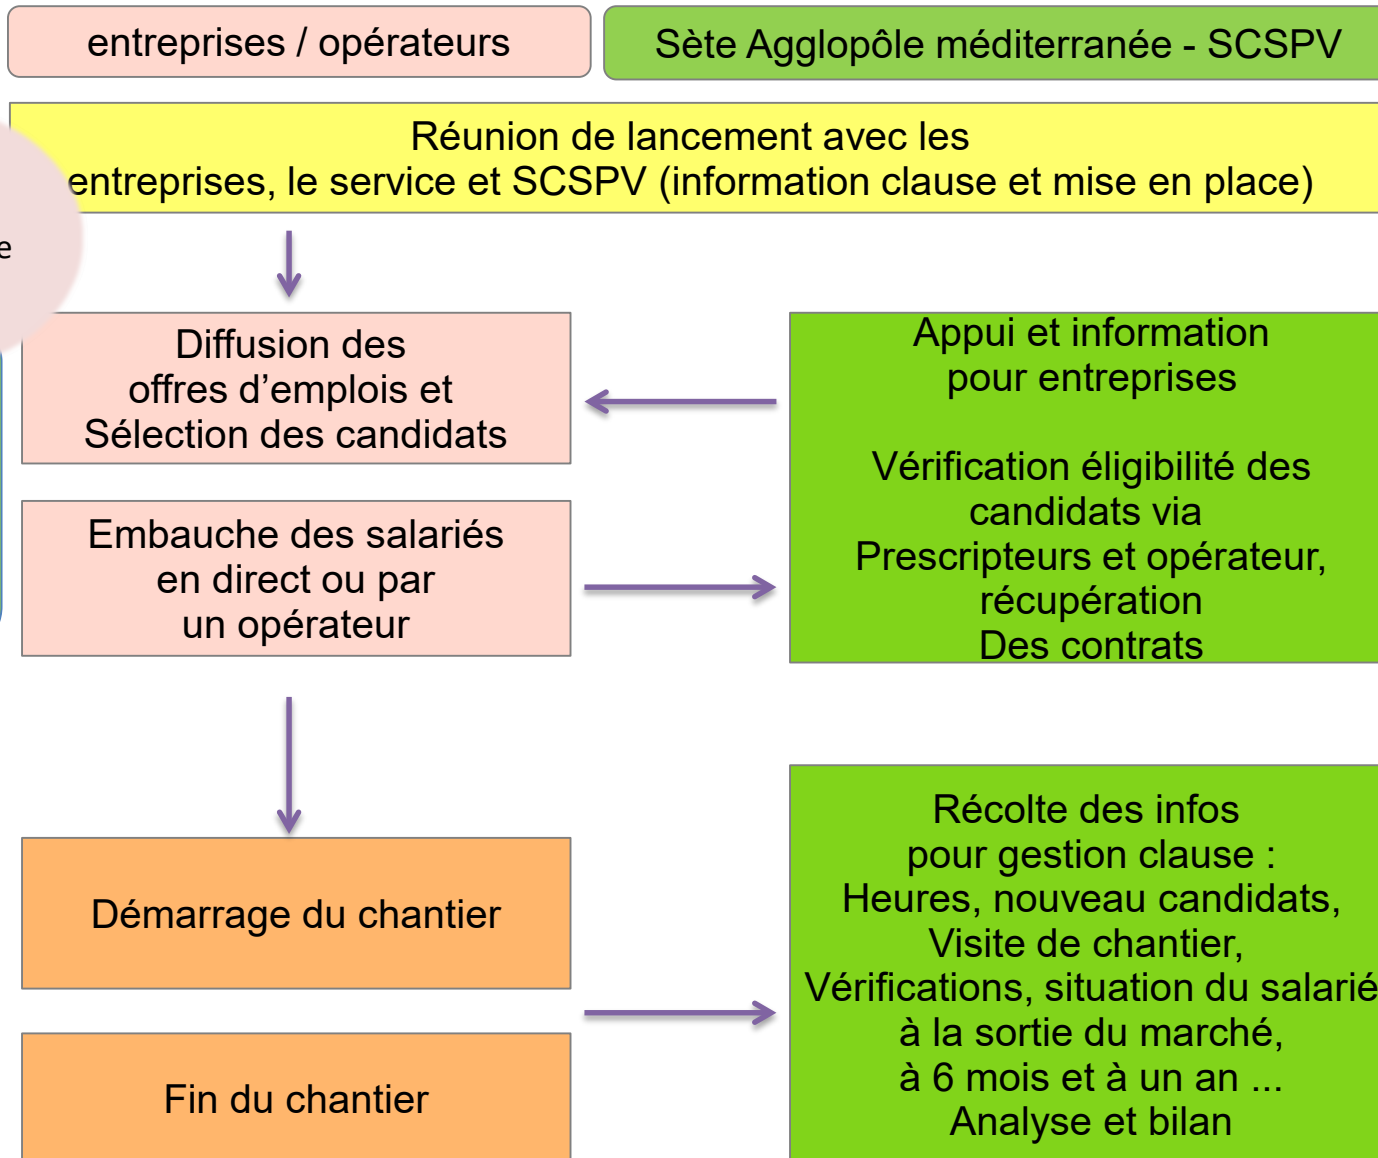 entreprises / opérateurs
Sète Agglopôle méditerranée - SCSPV
Réunion de lancement avec les
entreprises, le service et SCSPV (information clause et mise en place)
e
Diffusion des
offres d’emplois et
Sélection des candidats
Appui et information
pour entreprises
Vérification éligibilité des
candidats via
Prescripteurs et opérateur,
récupération
Des contrats
Embauche des salariés
en direct ou par
un opérateur
Démarrage du chantier
Récolte des infos
pour gestion clause :
Heures, nouveau candidats,
Visite de chantier,
Vérifications, situation du salarié
à la sortie du marché,
à 6 mois et à un an ...
Analyse et bilan
Fin du chantier